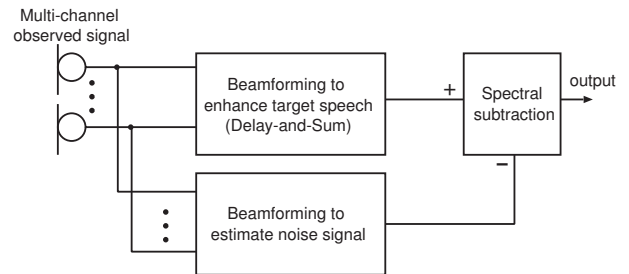 Multi-channel
observed signal
Beamforming to
enhance target speech
(Delay-and-Sum)
+
Spectral
subtraction
output
−
Beamforming to
estimate noise signal